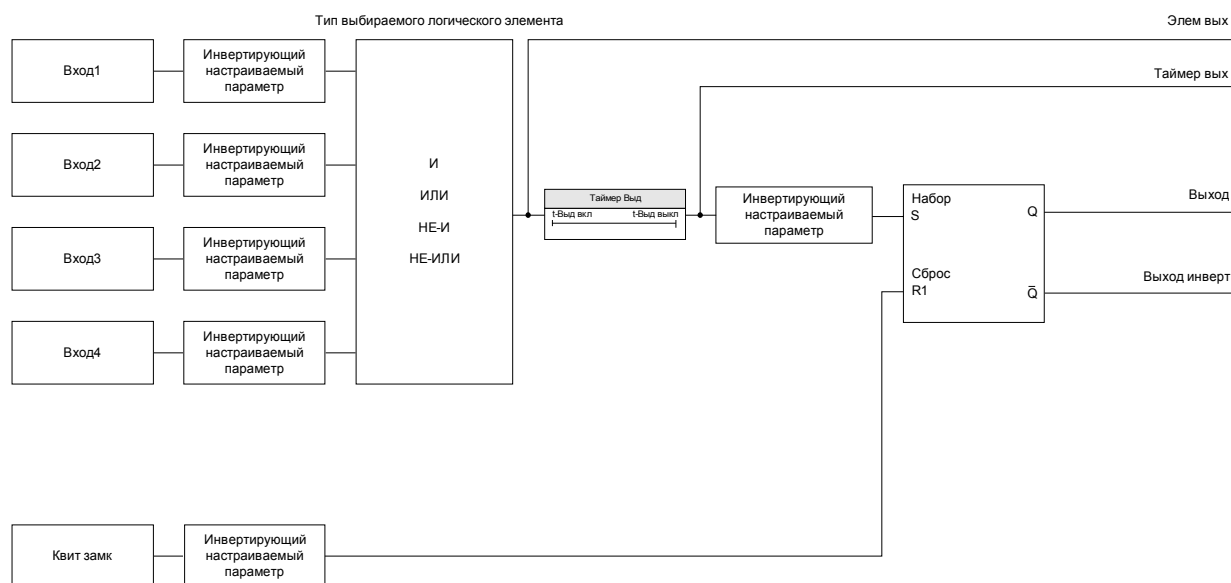 Тип выбираемого логического элемента
Элем вых
Вход1
Инвертирующий
настраиваемый
параметр
Таймер вых
Вход2
Инвертирующий
настраиваемый
параметр
И
ИЛИ
НЕ-И
НЕ-ИЛИ
Таймер Выд
t-Выд вкл
t-Выд выкл
Инвертирующий
настраиваемый
параметр
Набор
S
Q
Выход
Вход3
Инвертирующий
настраиваемый
параметр
Сброс
R1
Q̅
Выход инверт
Вход4
Инвертирующий
настраиваемый
параметр
Квит замк
Инвертирующий
настраиваемый
параметр